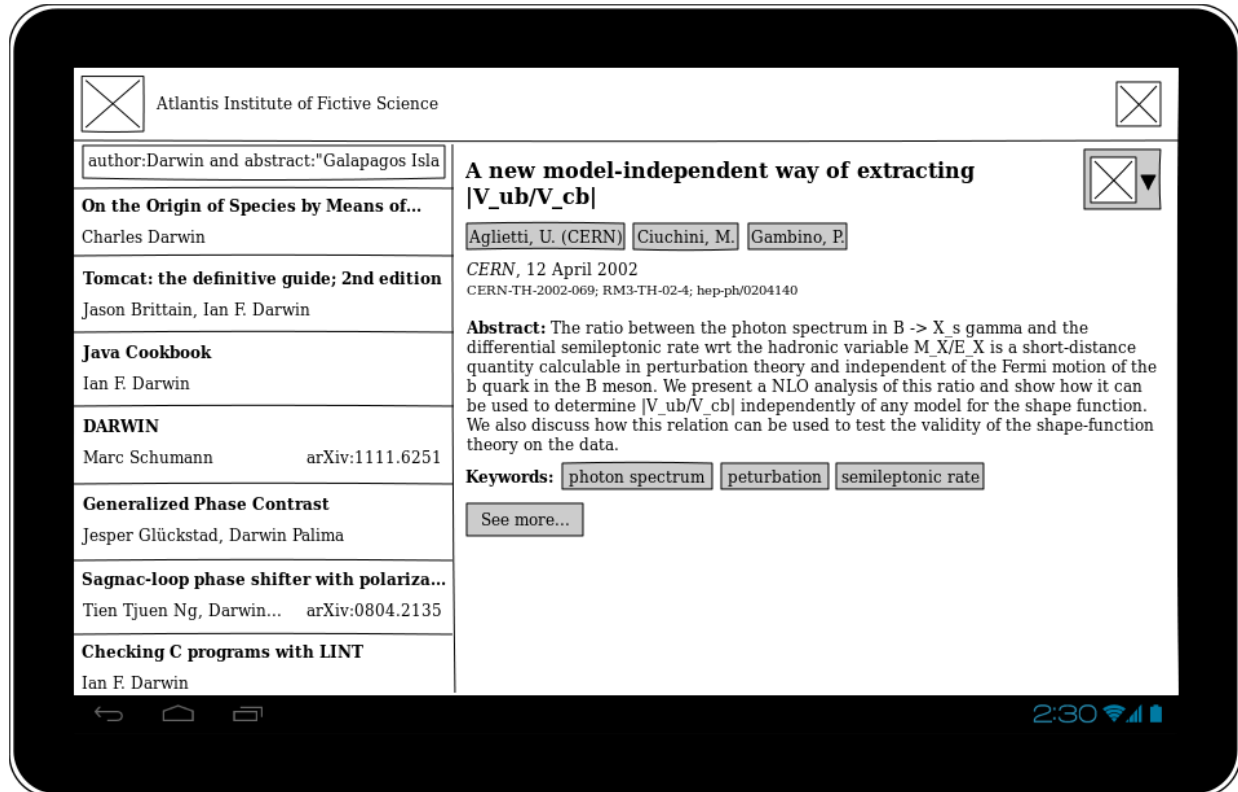 Atlantis Institute of Fictive Science
author:Darwin and abstract:"Galapagos Isla
On the Origin of Species by Means of...
Charles Darwin
Tomcat: the definitive guide; 2nd edition
Jason Brittain, Ian F. Darwin
Java Cookbook
Ian F. Darwin
DARWIN
Marc Schumann arXiv:1111.6251
Generalized Phase Contrast
Jesper Glückstad, Darwin Palima
Sagnac-loop phase shifter with polariza...
Tien Tjuen Ng, Darwin... arXiv:0804.2135
Checking C programs with LINT
Ian F. Darwin
A new model-independent way of extracting
|V_ub/V_cb|
Aglietti, U. (CERN) Ciuchini, M. Gambino, P.
CERN, 12 April 2002
CERN-TH-2002-069; RM3-TH-02-4; hep-ph/0204140
Abstract: The ratio between the photon spectrum in B -> X_s gamma and the
differential semileptonic rate wrt the hadronic variable M_X/E_X is a short-distance
quantity calculable in perturbation theory and independent of the Fermi motion of the
b quark in the B meson. We present a NLO analysis of this ratio and show how it can
be used to determine |V_ub/V_cb| independently of any model for the shape function.
We also discuss how this relation can be used to test the validity of the shape-function
theory on the data.
Keywords: photon spectrum peturbation semileptonic rate
See more...
2:30